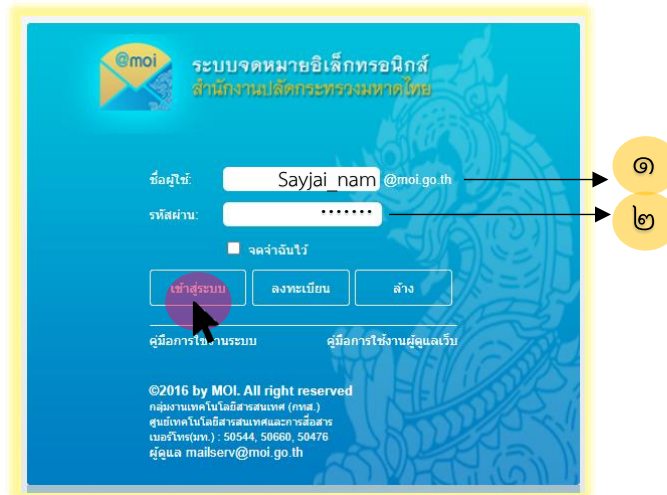 @moi
ระบบจดหมายอิเล็กทรอนิกส์
สำนักงานปลัดกระทรวงมหาดไทย
ชื่อผู้ใช้: Sayjai_nam @moi.go.th ๑
รหัสผ่าน: ••••••• ๒
จดจำฉันไว้
เข้าสู่ระบบ ลงทะเบียน ล้าง
คู่มือการใช้งานระบบ คู่มือการใช้งานผู้ดูแลเว็บ
©2016 by MOI. All right reserved
กลุ่มงานเทคโนโลยีสารสนเทศ (กทส.)
ศูนย์เทคโนโลยีสารสนเทศและการสื่อสาร
เบอร์โทร(มท.) : 50544, 50660, 50476
ผู้ดูแล mailserv@moi.go.th